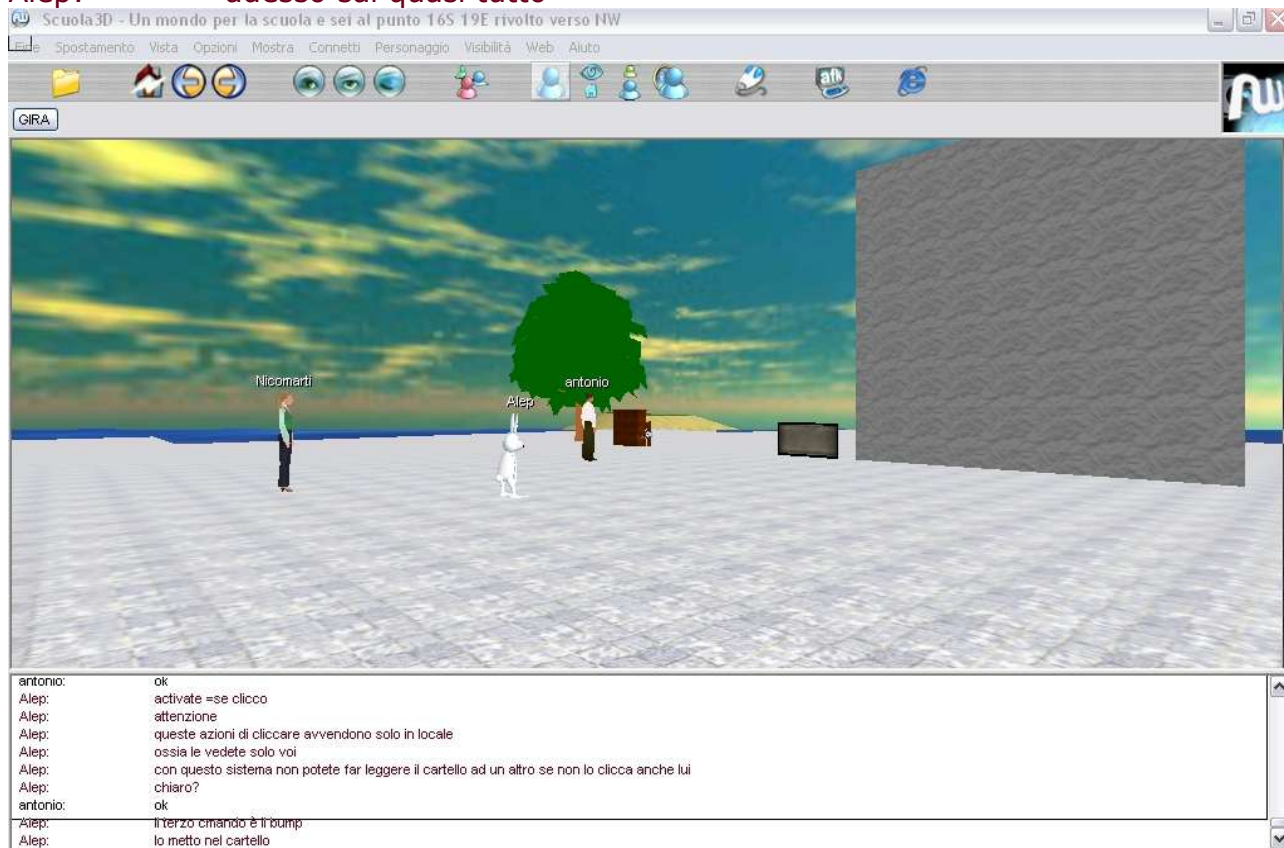 Alep: adesso sai quasi tutto
Scuola3D - Un mondo per la scuola e sei al punto 16S 19E rivolto verso NW
File Spostamento Vista Opzioni Mostra Connetti Personaggio Visibilità Web Aiuto
afk
GIRA
Nicomarti
antonio
Alep
antonio: ok
Alep: activate =se clicco
Alep: attenzione
Alep: queste azioni di cliccare avvendono solo in locale
Alep: ossia le vedete solo voi
Alep: con questo sistema non potete far leggere il cartello ad un altro se non lo clicca anche lui
Alep: chiaro?
antonio: ok
Alep: il terzo cmando è il bump
Alep: lo metto nel cartello